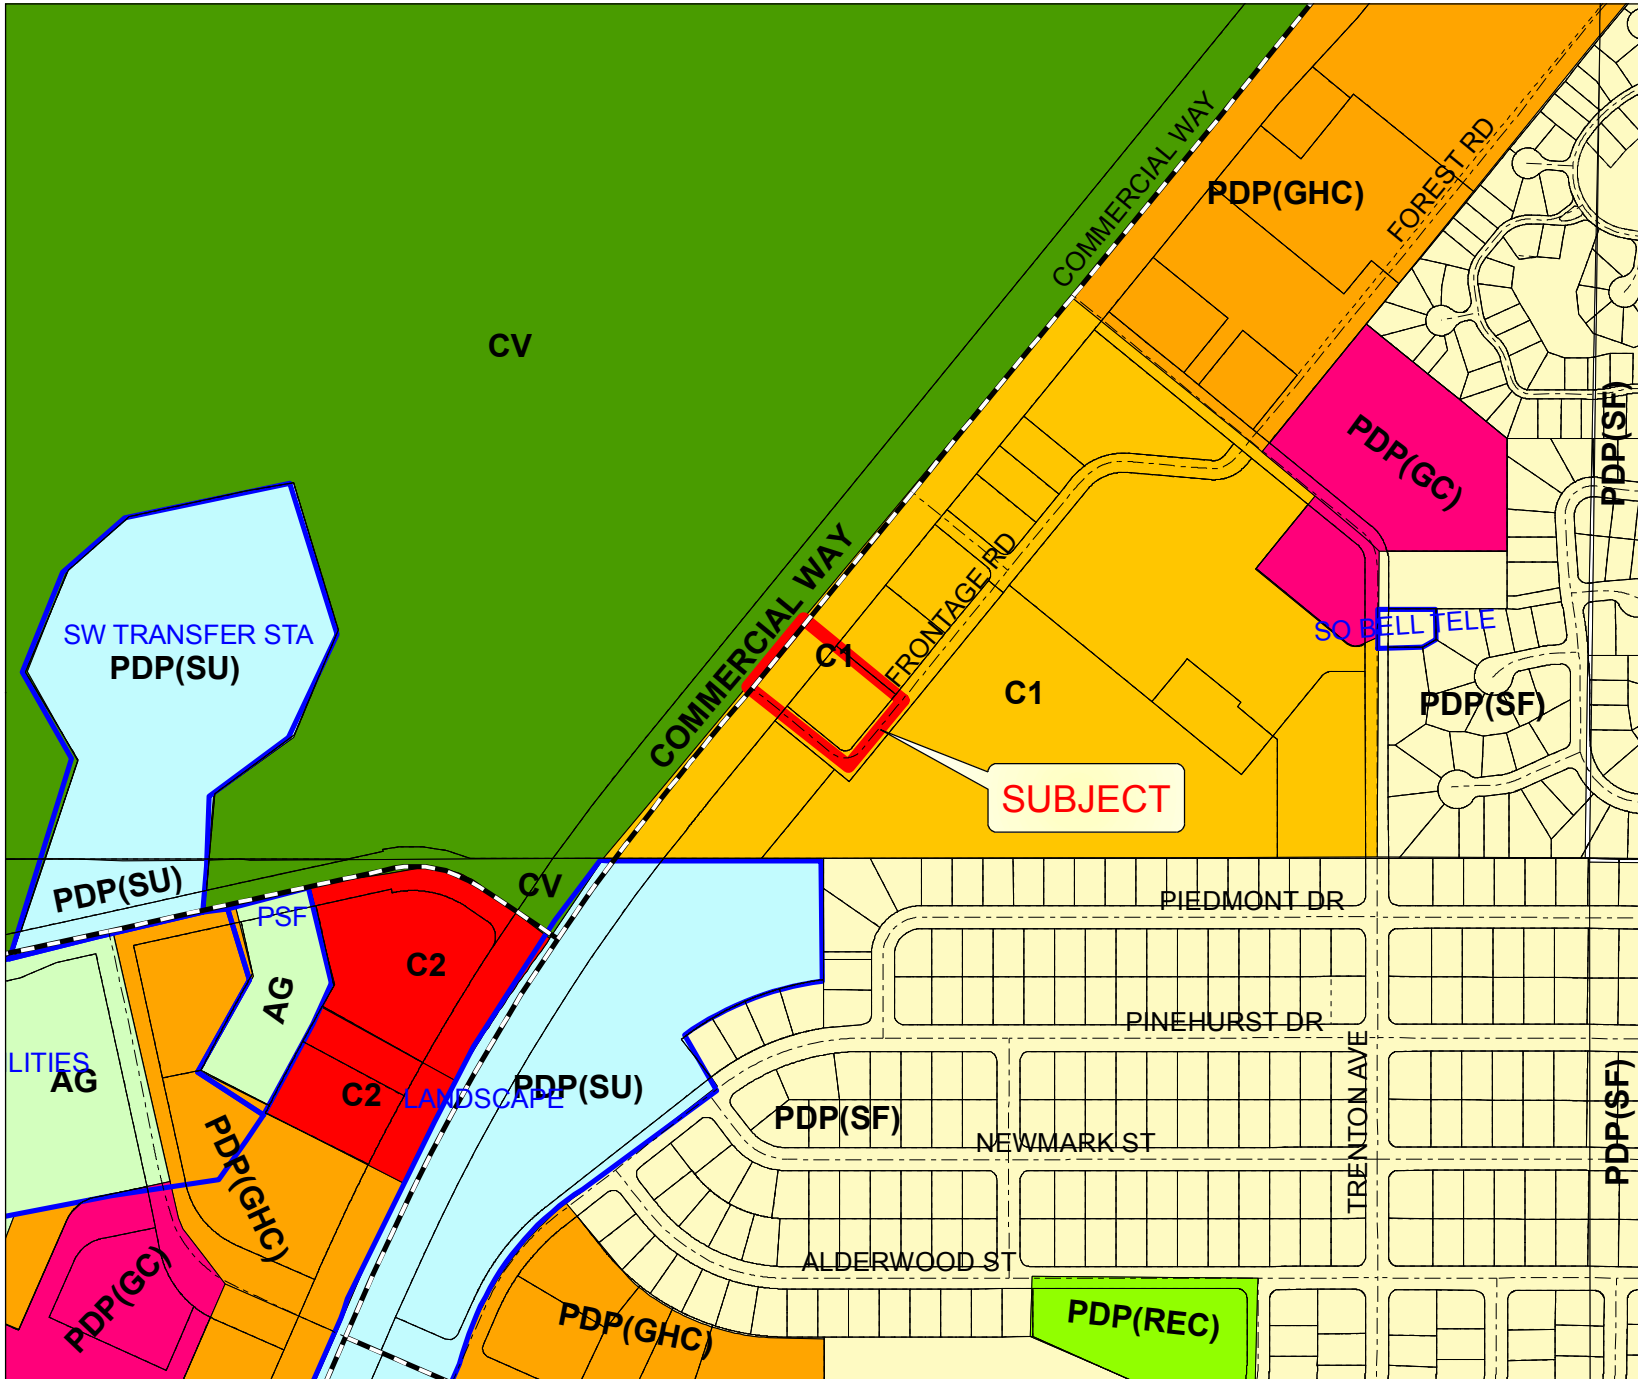 COMMERCIAL WAY
FOREST RD
PDP(GHC)
CV
PDP(SF)
PDP(GC)
COMMERCIAL WAY
FRONTAGE RD
SW TRANSFER STA
PDP(SU)
SO BELL TELE
C1
C1
PDP(SF)
SUBJECT
PDP(SU)
CV
PSF
PIEDMONT DR
C2
AG
PINEHURST DR
LITIES
AG
C2
LANDSCAPE
PDP(SU)
PDP(SF)
TRENTON AVE
PDP(SF)
NEWMARK ST
PDP(GHC)
ALDERWOOD ST
PDP(GC)
PDP(GHC)
PDP(REC)